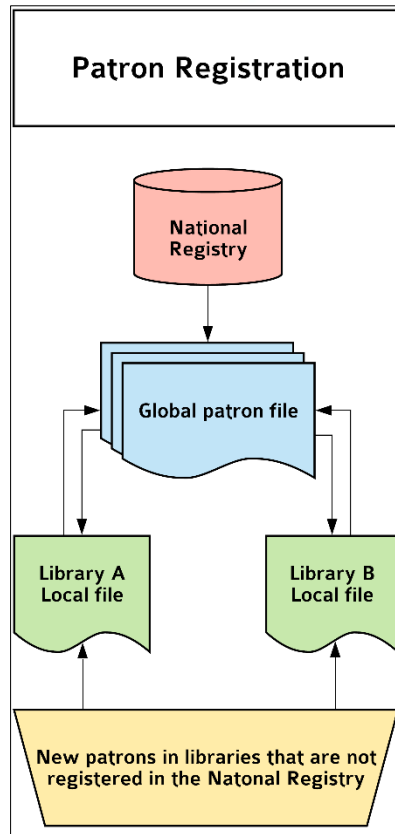 Patron Registration
National
Registry
Global patron file
Library A
Local file
Library B
Local file
New patrons in libraries that are not
registered in the Natonal Registry